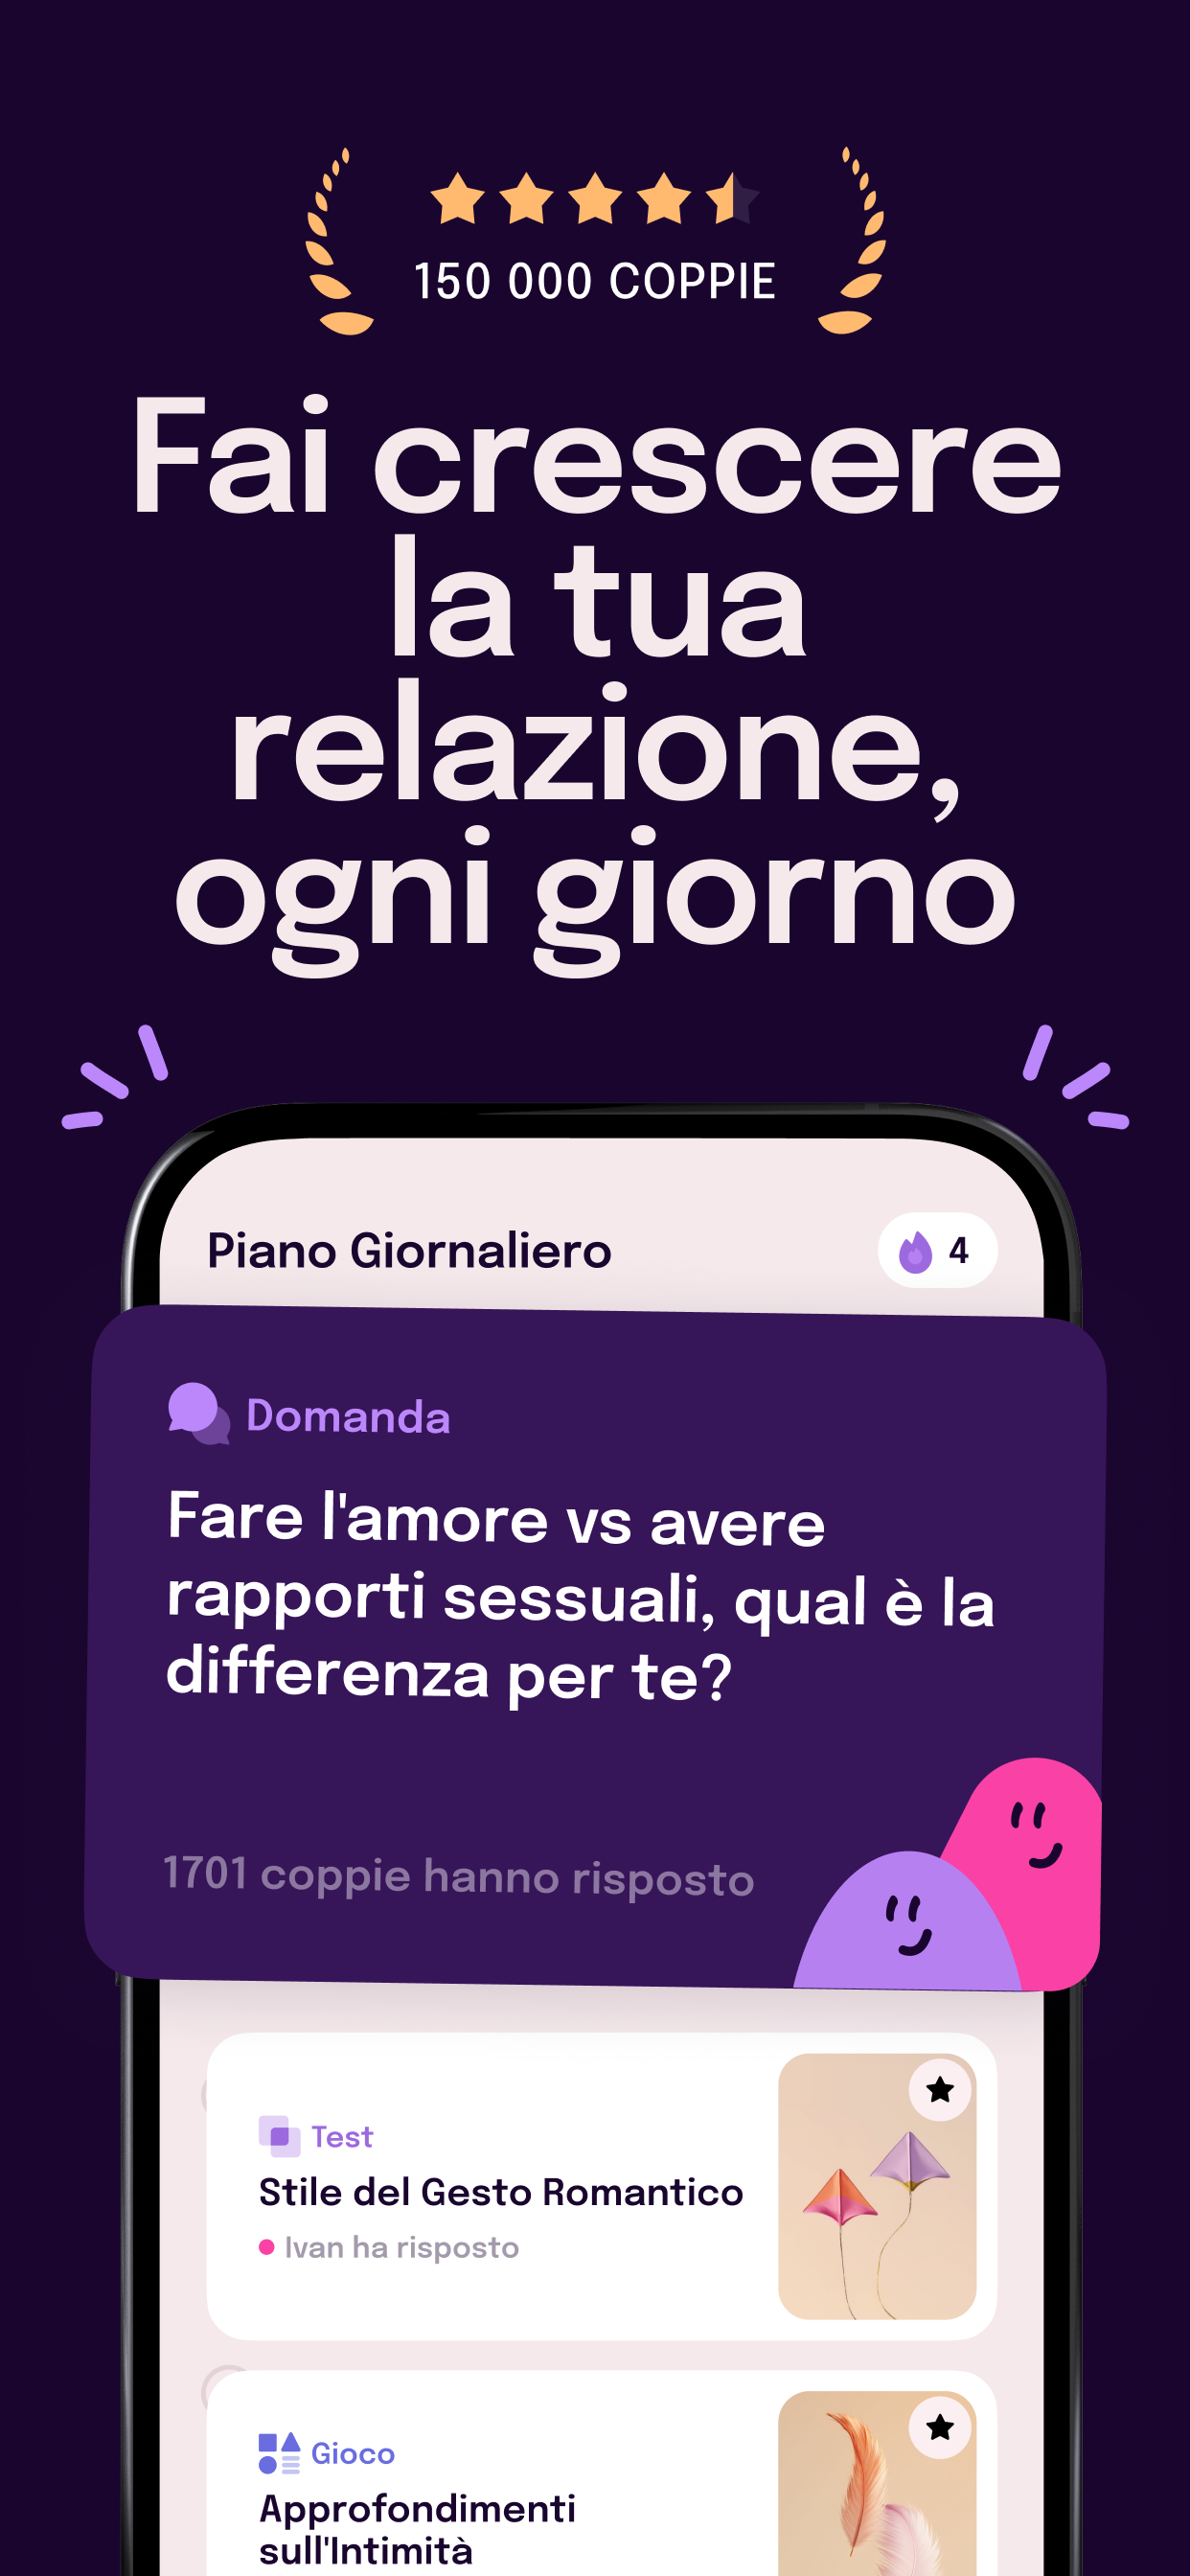 150 000 COPPIE
Fai crescere
la tua
relazione,
ogni giorno
Piano Giornaliero
4
Domanda
Fare l'amore vs avere
rapporti sessuali, qual è la
differenza per te?
1701 coppie hanno risposto
Test
Stile del Gesto Romantico
Ivan ha risposto
Gioco
Approfondimenti
sull'Intimità